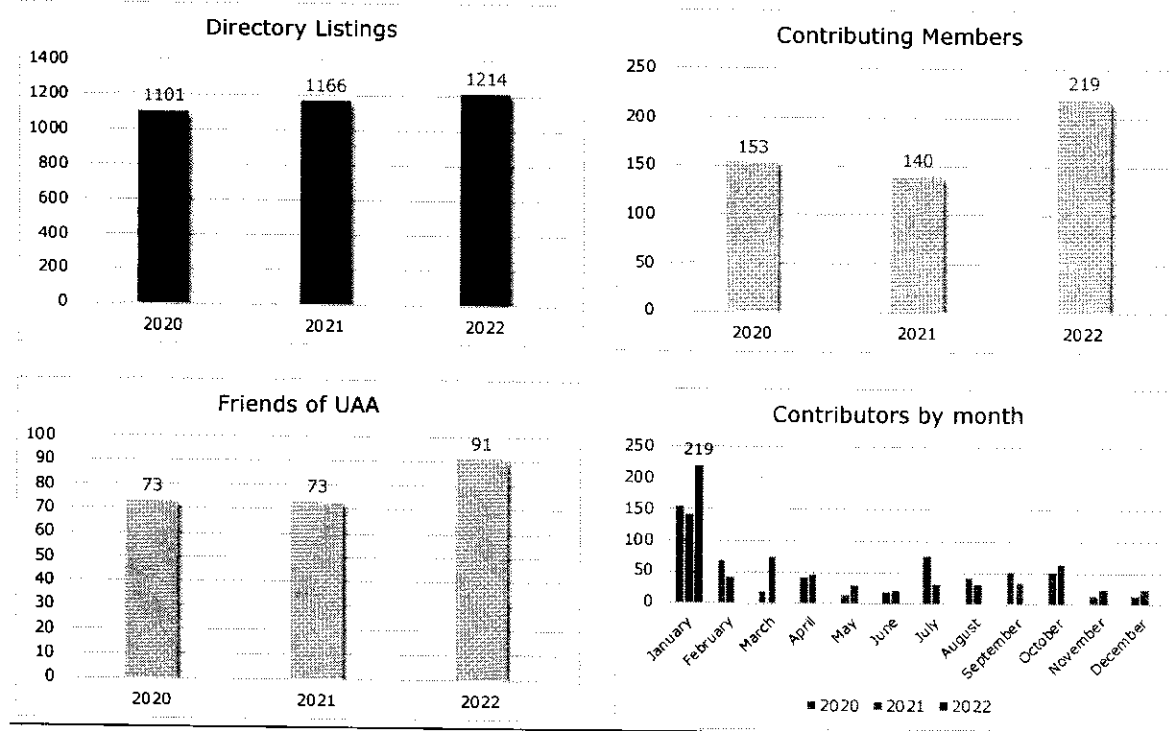 Directory Listings
1400
1200
1000
800
600
400
200
0
1101
1166
1214
2020
2021
2022
Contributing Members
250
200
150
100
50
0
153
140
219
2020
2021
2022
Friends of UAA
100
90
80
70
60
50
40
30
20
10
0
73
73
91
2020
2021
2022
Contributors by month
250
200
150
100
50
0
219
January
February
March
April
May
June
July
August
September
October
November
December
2020 2021 2022